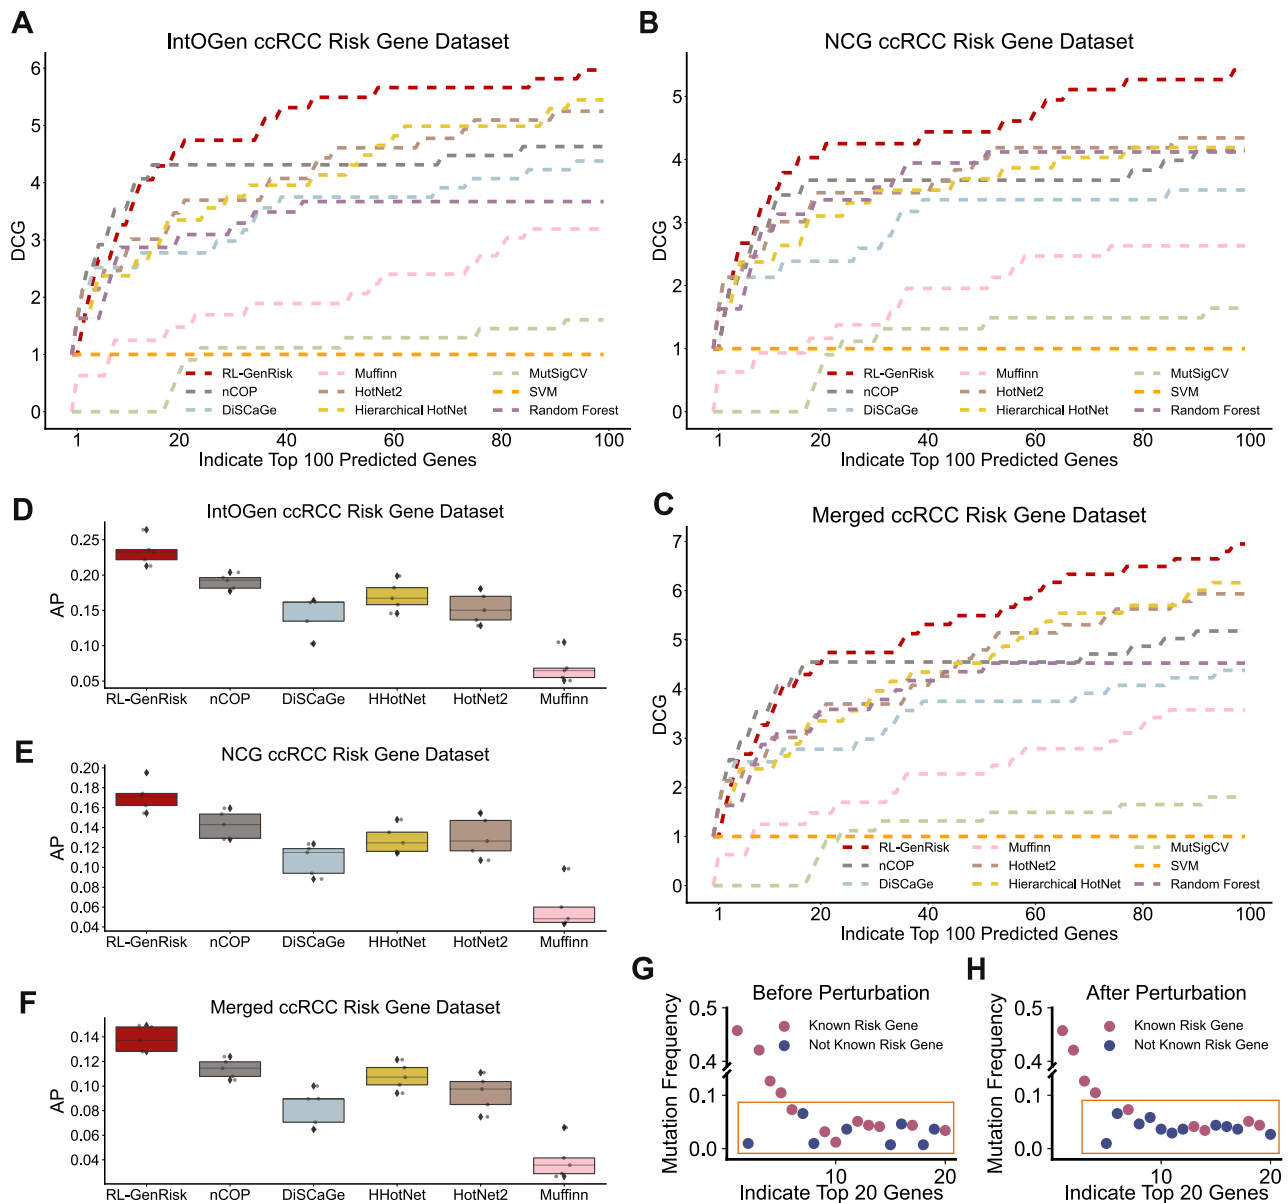 A
IntOGen ccRCC Risk Gene Dataset
DCG
6
5
4
3
2
1
0
RL-GenRisk
nCOP
DiSCaGe
Muffinn
HotNet2
Hierarchical HotNet
MutSigCV
SVM
Random Forest
1 20 40 60 80 100
Indicate Top 100 Predicted Genes
B
NCG ccRCC Risk Gene Dataset
DCG
5
4
3
2
1
0
RL-GenRisk
nCOP
DiSCaGe
Muffinn
HotNet2
Hierarchical HotNet
MutSigCV
SVM
Random Forest
1 20 40 60 80 100
Indicate Top 100 Predicted Genes
D
IntOGen ccRCC Risk Gene Dataset
AP
0.25
0.20
0.15
0.10
0.05
RL-GenRisk nCOP DiSCaGe HHotNet HotNet2 Muffinn
E
NCG ccRCC Risk Gene Dataset
AP
0.20
0.18
0.16
0.14
0.12
0.10
0.08
0.06
0.04
RL-GenRisk nCOP DiSCaGe HHotNet HotNet2 Muffinn
F
Merged ccRCC Risk Gene Dataset
AP
0.14
0.12
0.10
0.08
0.06
0.04
RL-GenRisk nCOP DiSCaGe HHotNet HotNet2 Muffinn
C
Merged ccRCC Risk Gene Dataset
DCG
7
6
5
4
3
2
1
0
RL-GenRisk
nCOP
DiSCaGe
Muffinn
HotNet2
Hierarchical HotNet
MutSigCV
SVM
Random Forest
1 20 40 60 80 100
Indicate Top 100 Predicted Genes
G
Before Perturbation
Mutation Frequency
0.5
0.4
0.1
0.0
Known Risk Gene
Not Known Risk Gene
10 20
Indicate Top 20 Genes
H
After Perturbation
Mutation Frequency
0.5
0.4
0.1
0.0
Known Risk Gene
Not Known Risk Gene
10 20
Indicate Top 20 Genes